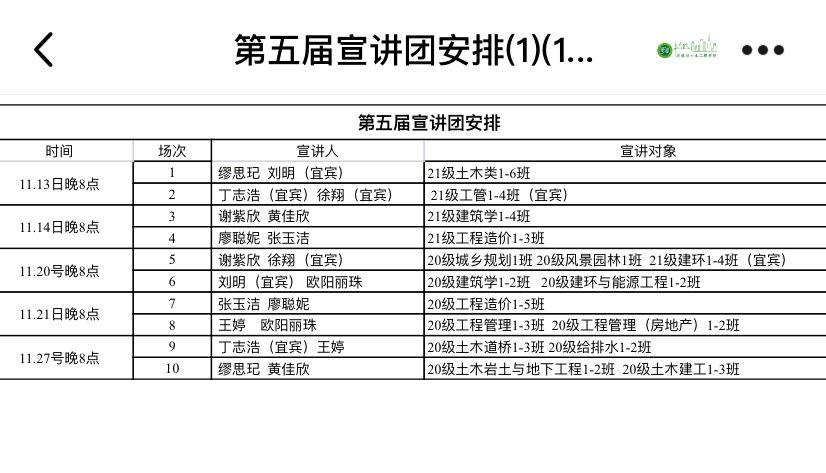 第五届宣讲团安排(1)(1...
第五届宣讲团安排
时间 场次 宣讲人 宣讲对象
11.13日晚8点 1 缪思玘 刘明（宜宾） 21级土木类1-6班
2 丁志浩（宜宾）徐翔（宜宾） 21级工管1-4班（宜宾）
11.14日晚8点 3 谢紫欣 黄佳欣 21级建筑学1-4班
4 廖聪妮 张玉洁 21级工程造价1-3班
11.20号晚8点 5 谢紫欣 徐翔（宜宾） 20级城乡规划1班 20级风景园林1班 21级建环1-4班（宜宾）
6 刘明（宜宾） 欧阳丽珠 20级建筑学1-2班 20级建环与能源工程1-2班
11.21日晚8点 7 张玉洁 廖聪妮 20级工程造价1-5班
8 王婷 欧阳丽珠 20级工程管理1-3班 20级工程管理（房地产）1-2班
11.27号晚8点 9 丁志浩（宜宾）王婷 20级土木道桥1-3班 20级给排水1-2班
10 缪思玘 黄佳欣 20级土木岩土与地下工程1-2班 20级土木建工1-3班